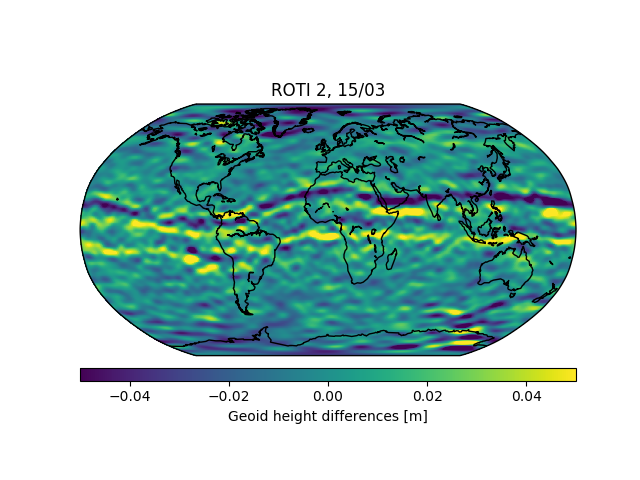 ROTI 2, 15/03
−0.04 −0.02 0.00 0.02 0.04
Geoid height differences [m]